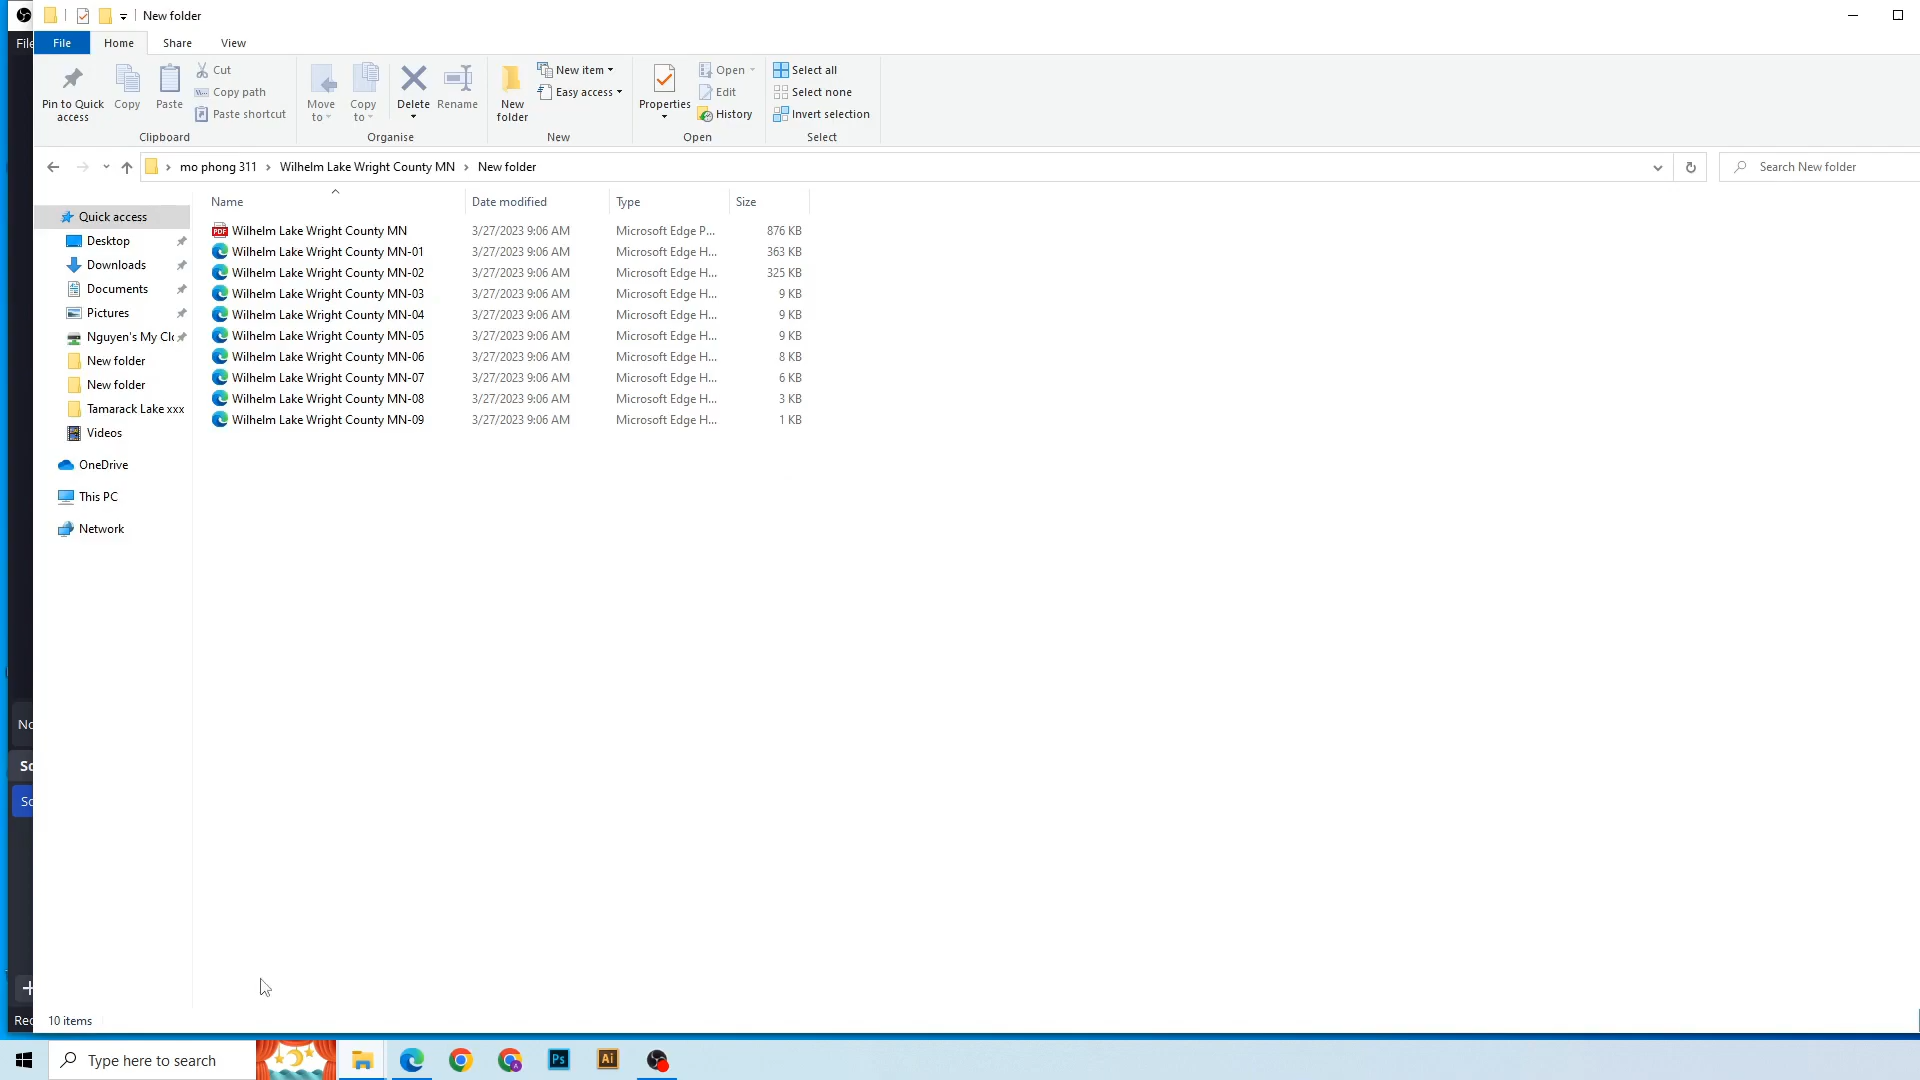 New folder
File
File
Home
Share
View
Pin to Quick access
Copy
Paste
Cut
Copy path
Paste shortcut
Clipboard
Move to
Copy to
Delete
Rename
Organise
New folder
New item
Easy access
New
Properties
Open
Edit
History
Open
Select all
Select none
Invert selection
Select
mo phong 311
Wilhelm Lake Wright County MN
New folder
Search New folder
Name
Date modified
Type
Size
Quick access
Desktop
Downloads
Documents
Pictures
Nguyen's My Clo
New folder
New folder
Tamarack Lake xxx
Videos
OneDrive
This PC
Network
PDF
Wilhelm Lake Wright County MN 3/27/2023 9:06 AM Microsoft Edge P... 876 KB
Wilhelm Lake Wright County MN-01 3/27/2023 9:06 AM Microsoft Edge H... 363 KB
Wilhelm Lake Wright County MN-02 3/27/2023 9:06 AM Microsoft Edge H... 325 KB
Wilhelm Lake Wright County MN-03 3/27/2023 9:06 AM Microsoft Edge H... 9 KB
Wilhelm Lake Wright County MN-04 3/27/2023 9:06 AM Microsoft Edge H... 9 KB
Wilhelm Lake Wright County MN-05 3/27/2023 9:06 AM Microsoft Edge H... 9 KB
Wilhelm Lake Wright County MN-06 3/27/2023 9:06 AM Microsoft Edge H... 8 KB
Wilhelm Lake Wright County MN-07 3/27/2023 9:06 AM Microsoft Edge H... 6 KB
Wilhelm Lake Wright County MN-08 3/27/2023 9:06 AM Microsoft Edge H... 3 KB
Wilhelm Lake Wright County MN-09 3/27/2023 9:06 AM Microsoft Edge H... 1 KB
10 items
Type here to search
Ps
Ai